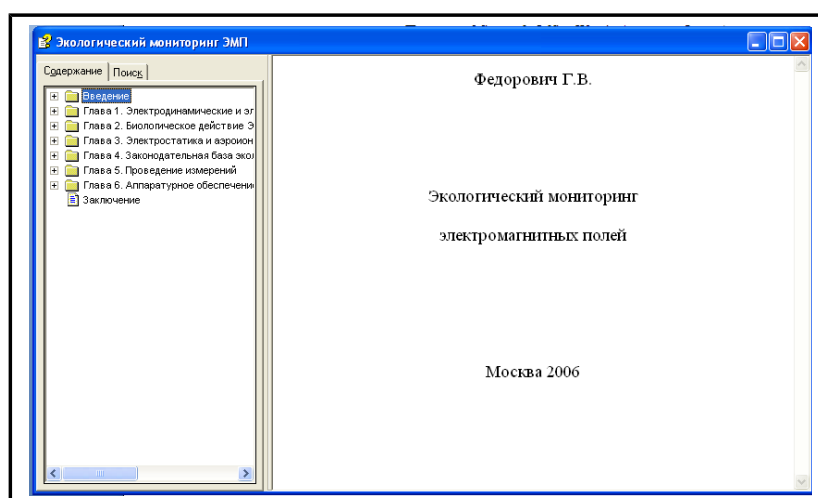 Экологический мониторинг ЭМП
Содержание Поиск
Введение
Глава 1. Электродинамические и эл
Глава 2. Биологическое действие Э
Глава 3. Электростатика и аэроион
Глава 4. Законодательная база экол
Глава 5. Проведение измерений
Глава 6. Аппаратурное обеспечени
Заключение
Федорович Г.В.
Экологический мониторинг
электромагнитных полей
Москва 2006